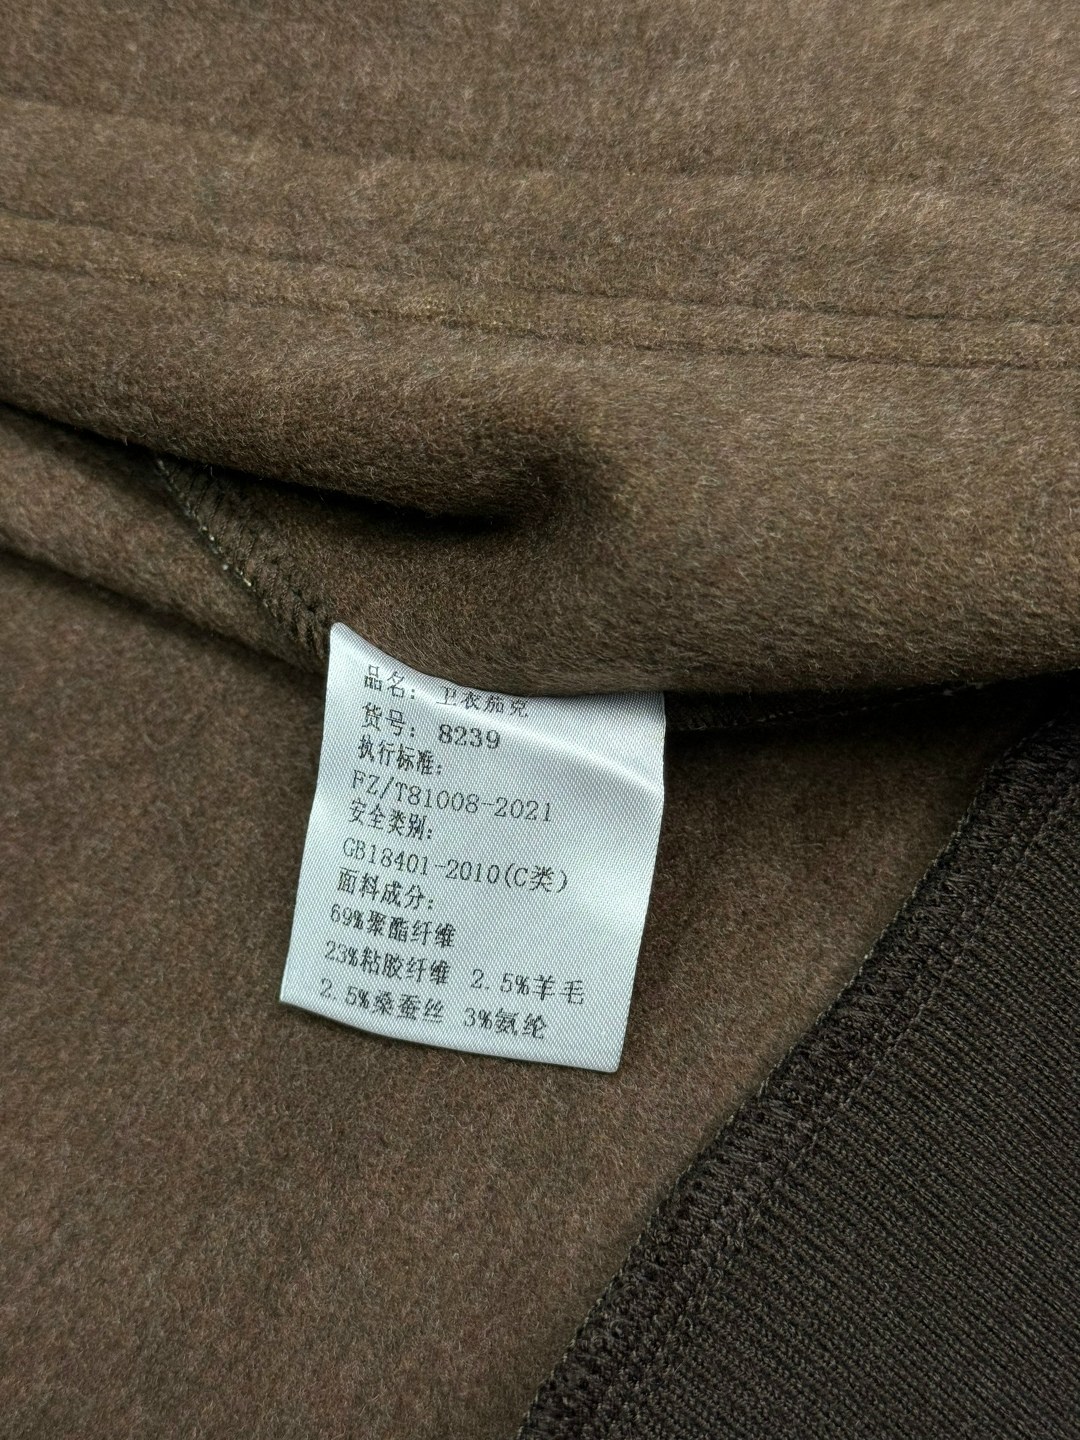 品名: 卫衣茄克
货号: 8239
执行标准:
FZ/T81008-2021
安全类别:
GB18401-2010(C类)
面料成分:
69%聚酯纤维
23%粘胶纤维 2.5%羊毛
2.5%桑蚕丝 3%氨纶